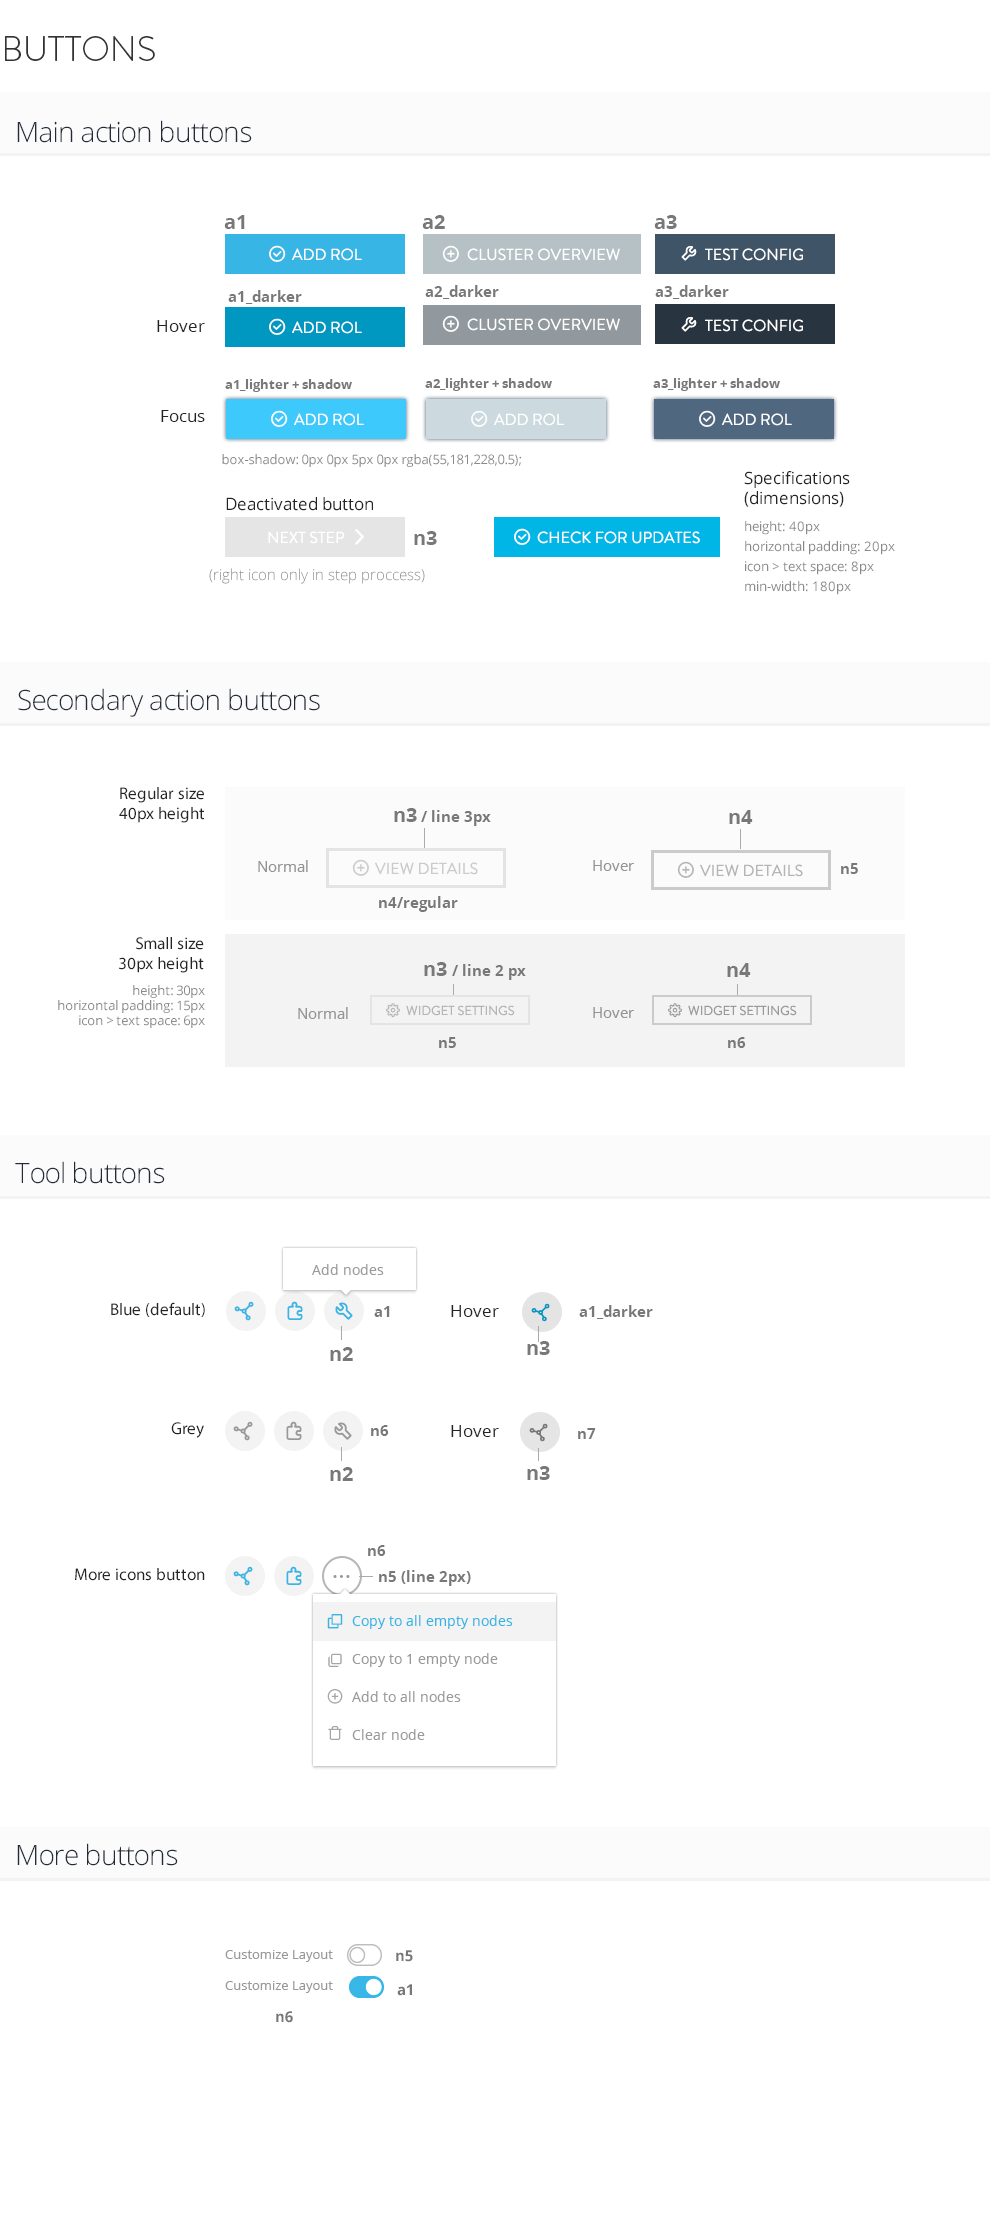 BUTTONS
Main action buttons
a1
a2
a3
ADD ROL
CLUSTER OVERVIEW
TEST CONFIG
a1_darker
a2_darker
a3_darker
Hover
ADD ROL
CLUSTER OVERVIEW
TEST CONFIG
a1_lighter + shadow
a2_lighter + shadow
a3_lighter + shadow
Focus
ADD ROL
ADD ROL
ADD ROL
box-shadow: 0px 0px 5px 0px rgba(55,181,228,0.5);
Deactivated button
NEXT STEP
n3
(right icon only in step proccess)
CHECK FOR UPDATES
Specifications
(dimensions)
height: 40px
horizontal padding: 20px
icon > text space: 8px
min-width: 180px
Secondary action buttons
Regular size
40px height
n3 / line 3px
Normal
VIEW DETAILS
n4/regular
n4
Hover
VIEW DETAILS
n5
Small size
30px height
height: 30px
horizontal padding: 15px
icon > text space: 6px
n3 / line 2 px
Normal
WIDGET SETTINGS
n5
n4
Hover
WIDGET SETTINGS
n6
Tool buttons
Add nodes
Blue (default)
a1
n2
Hover
a1_darker
n3
Grey
n6
n2
Hover
n7
n3
More icons button
n6
n5 (line 2px)
Copy to all empty nodes
Copy to 1 empty node
Add to all nodes
Clear node
More buttons
Customize Layout
n5
Customize Layout
a1
n6